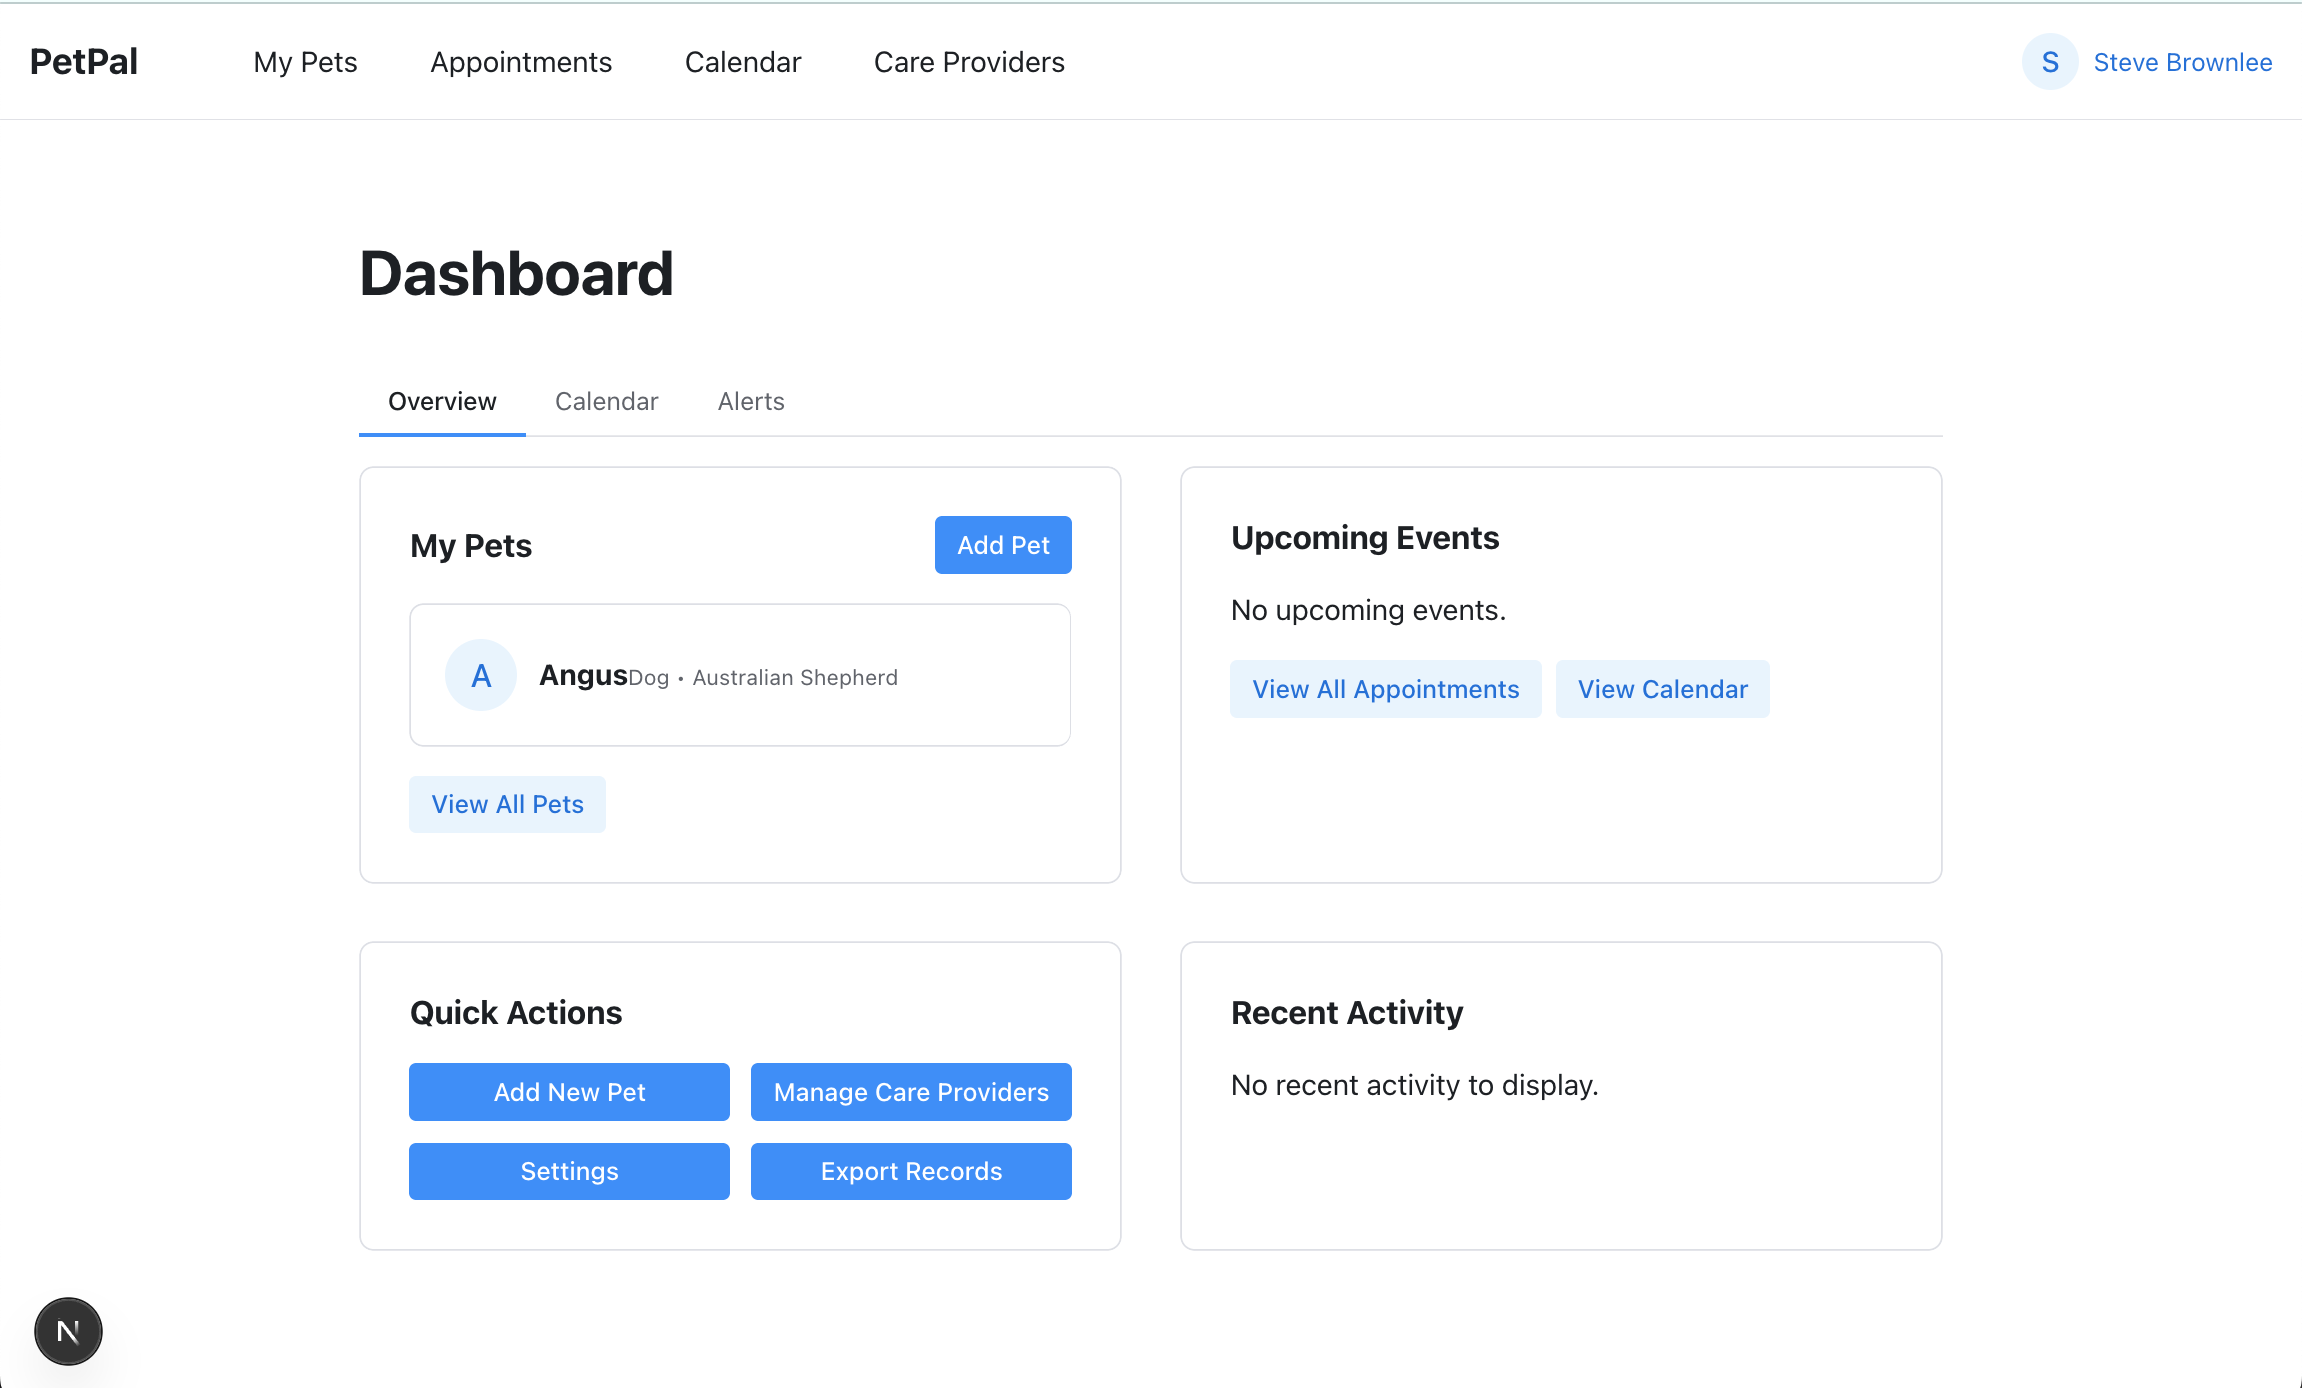 PetPal My Pets Appointments Calendar Care Providers S Steve Brownlee
Dashboard
Overview Calendar Alerts
My Pets Add Pet
A AngusDog • Australian Shepherd
View All Pets
Upcoming Events
No upcoming events.
View All Appointments View Calendar
Quick Actions
Add New Pet Manage Care Providers
Settings Export Records
Recent Activity
No recent activity to display.
N